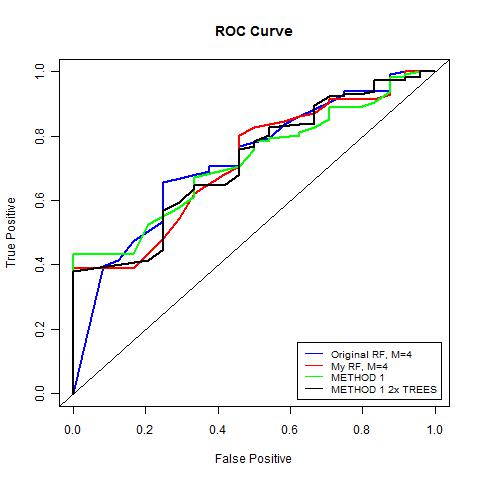 ROC Curve
True Positive
1.0
0.8
0.6
0.4
0.2
0.0
Original RF, M=4
My RF, M=4
METHOD 1
METHOD 1 2x TREES
0.0 0.2 0.4 0.6 0.8 1.0
False Positive